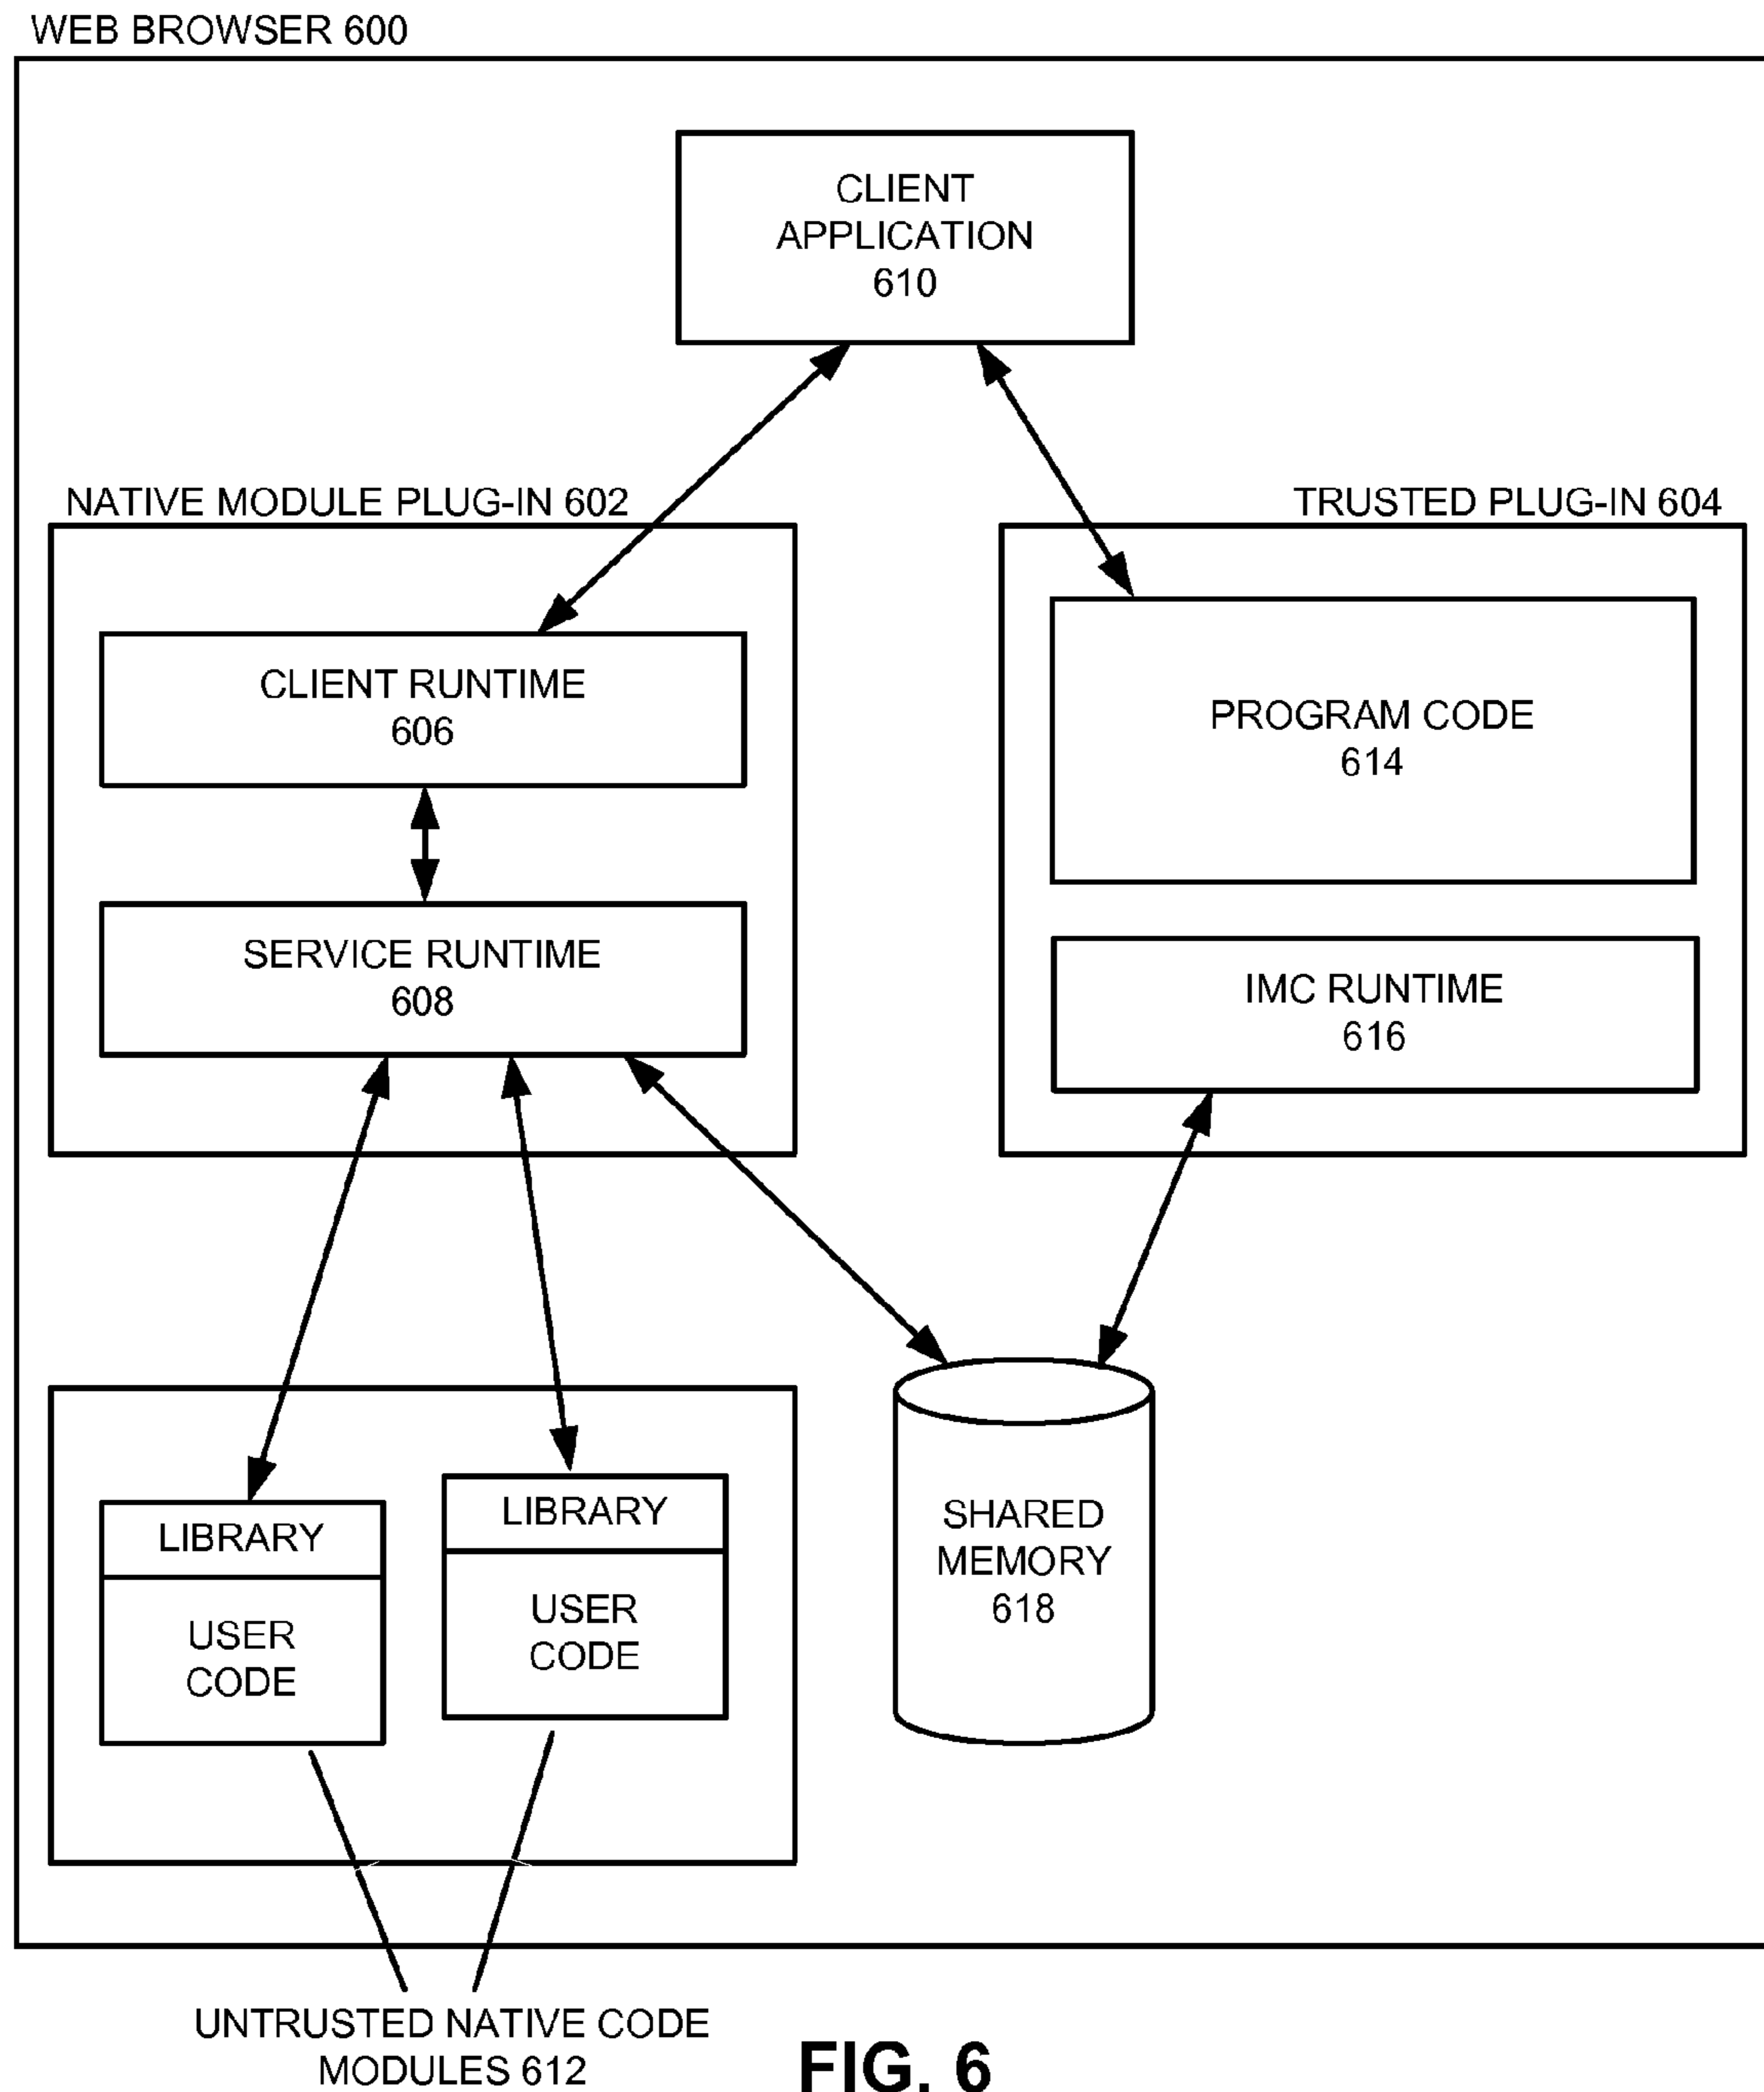 WEB BROWSER 600
CLIENT
APPLICATION
610
NATIVE MODULE PLUG-IN 602
TRUSTED PLUG-IN 604
CLIENT RUNTIME
606
PROGRAM CODE
614
SERVICE RUNTIME
608
IMC RUNTIME
616
LIBRARY
USER
CODE
LIBRARY
USER
CODE
SHARED
MEMORY
618
UNTRUSTED NATIVE CODE
MODULES 612
FIG. 6